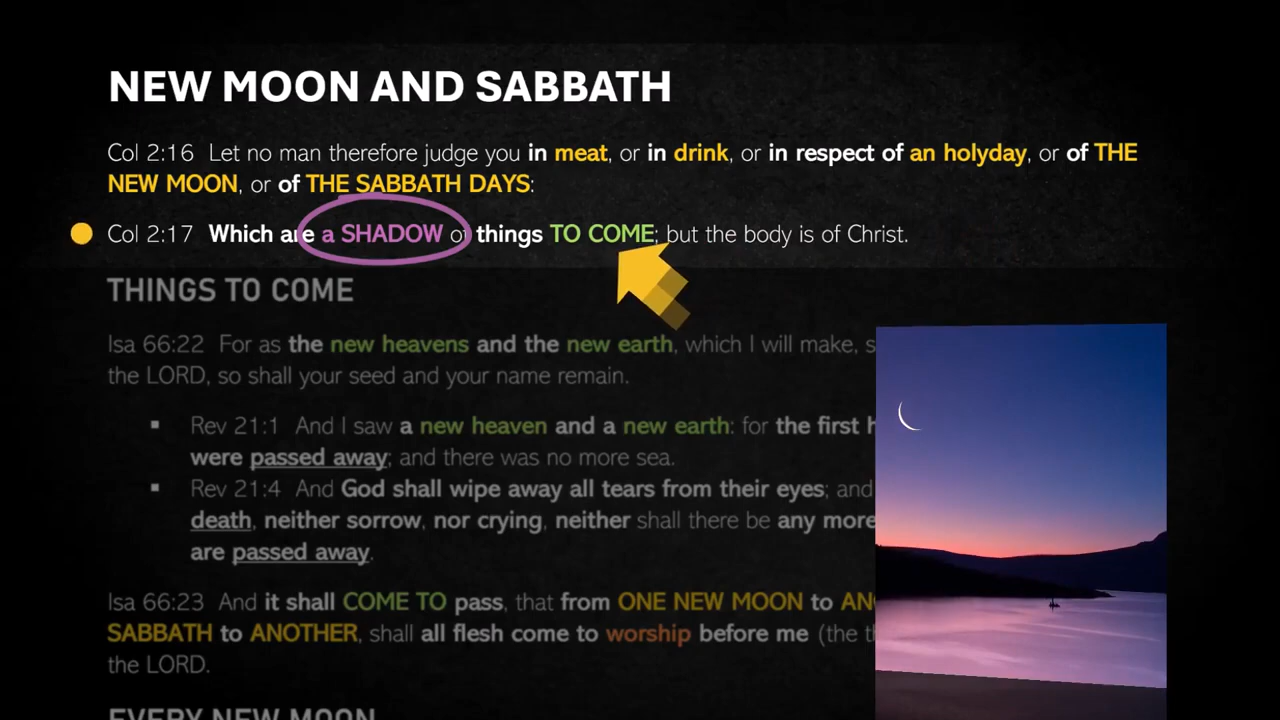 NEW MOON AND SABBATH
Col 2:16 Let no man therefore judge you in meat, or in drink, or in respect of an holyday, or of THE
NEW MOON, or of THE SABBATH DAYS:
Col 2:17 Which are a SHADOW of things TO COME; but the body is of Christ.
THINGS TO COME
Isa 66:22 For as the new heavens and the new earth, which I will make,
the LORD, so shall your seed and your name remain.
▪ Rev 21:1 And I saw a new heaven and a new earth: for the first
were passed away; and there was no more sea.
▪ Rev 21:4 And God shall wipe away all tears from their eyes; and
death, neither sorrow, nor crying, neither shall there be any more
are passed away.
Isa 66:23 And it shall COME TO pass, that from ONE NEW MOON to
SABBATH to ANOTHER, shall all flesh come to worship before me (the
the LORD.
EVERY NEW MOON